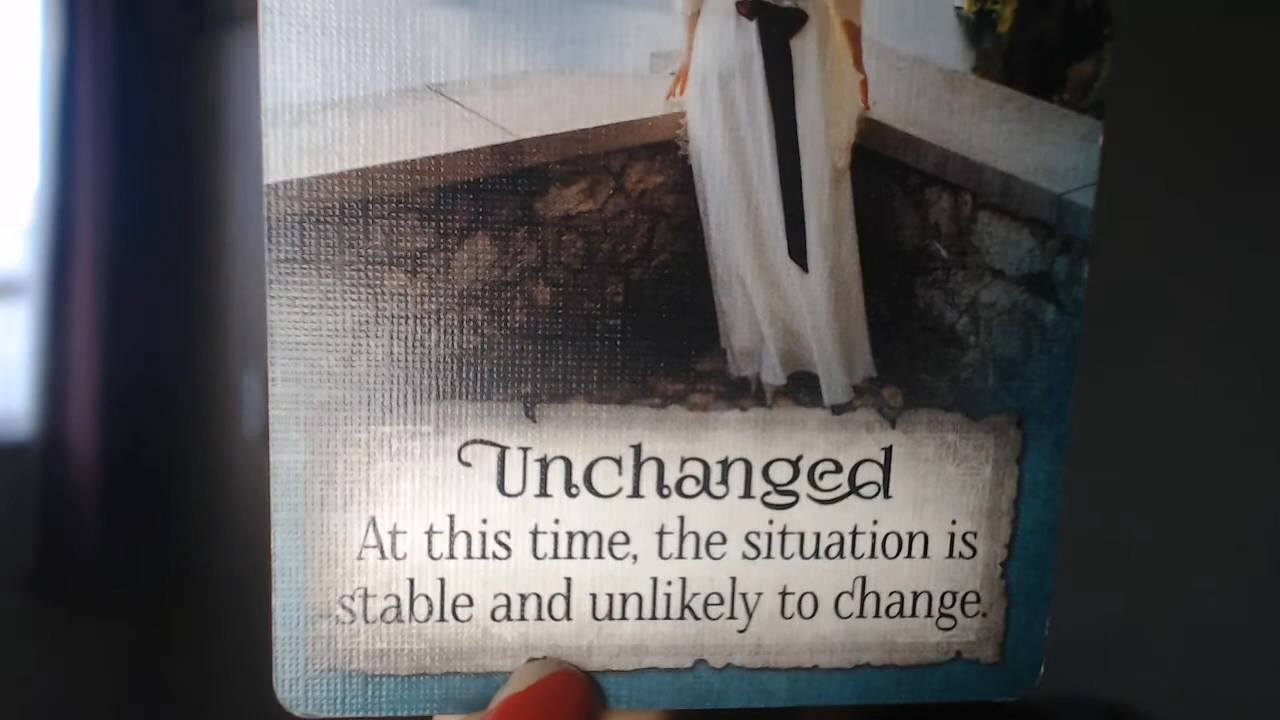 Unchanged
At this time, the situation is
stable and unlikely to change.